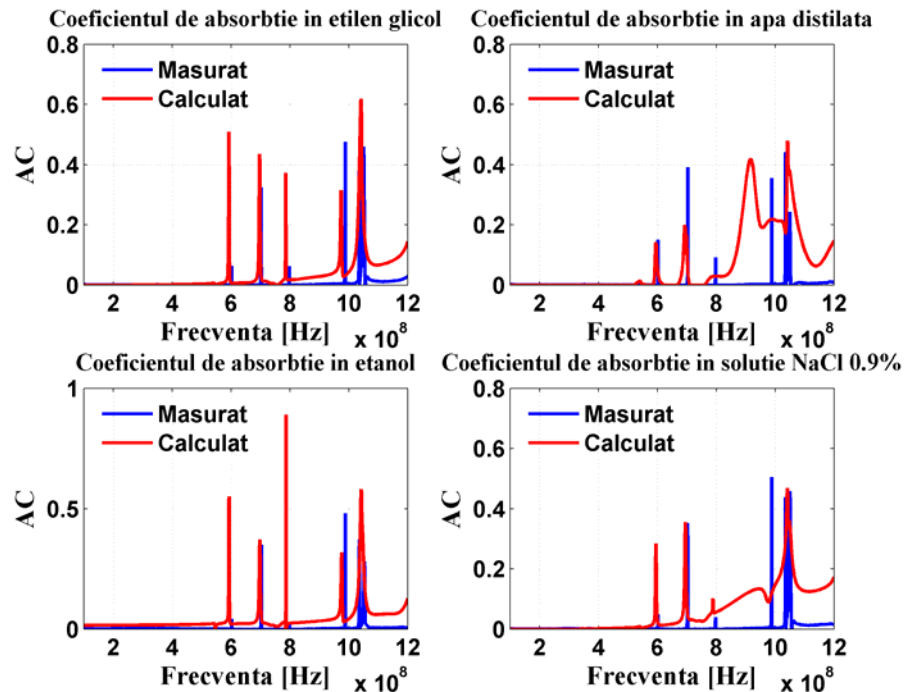 Coeficientul de absorbtie in etilen glicol
0.8
0.6
0.4
0.2
0
AC
Masurat
Calculat
2 4 6 8 10 12
Frecventa [Hz]
x 10^8
Coeficientul de absorbtie in apa distilata
0.8
0.6
0.4
0.2
0
AC
Masurat
Calculat
2 4 6 8 10 12
Frecventa [Hz]
x 10^8
Coeficientul de absorbtie in etanol
1
0.5
0
AC
Masurat
Calculat
2 4 6 8 10 12
Frecventa [Hz]
x 10^8
Coeficientul de absorbtie in solutie NaCl 0.9%
0.8
0.6
0.4
0.2
0
AC
Masurat
Calculat
2 4 6 8 10 12
Frecventa [Hz]
x 10^8